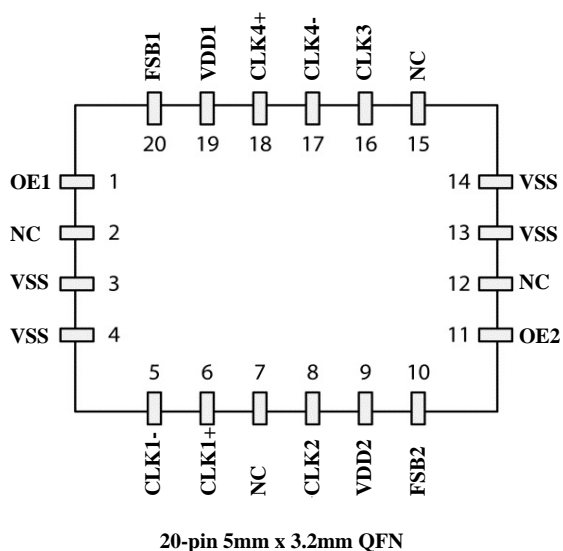 FSB1 VDD1 CLK4+ CLK4- CLK3 NC
20 19 18 17 16 15
OE1 1 14 VSS
NC 2 13 VSS
VSS 3 12 NC
VSS 4 11 OE2
5 6 7 8 9 10
CLK1- CLK1+ NC CLK2 VDD2 FSB2
20-pin 5mm x 3.2mm QFN